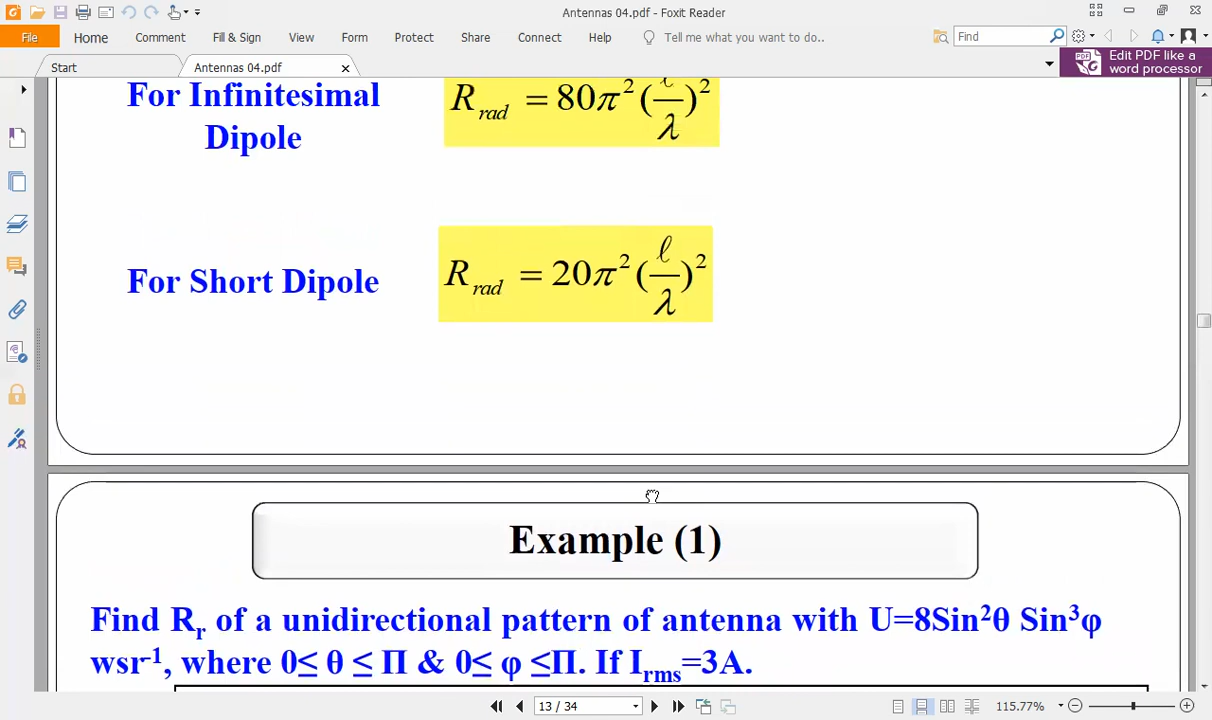 Antennas 04.pdf - Foxit Reader
File Home Comment Fill & Sign View Form Protect Share Connect Help Tell me what you want to do.. Find
Start Antennas 04.pdf Edit PDF like a word processor
For Infinitesimal Dipole R_rad = 80π²(ℓ/λ)²
For Short Dipole R_rad = 20π²(ℓ/λ)²
Example (1)
Find Rr of a unidirectional pattern of antenna with U=8Sin²θ Sin³φ
wsr⁻¹, where 0≤ θ ≤ Π & 0≤ φ ≤Π. If Irms=3A.
13 / 34 115.77%